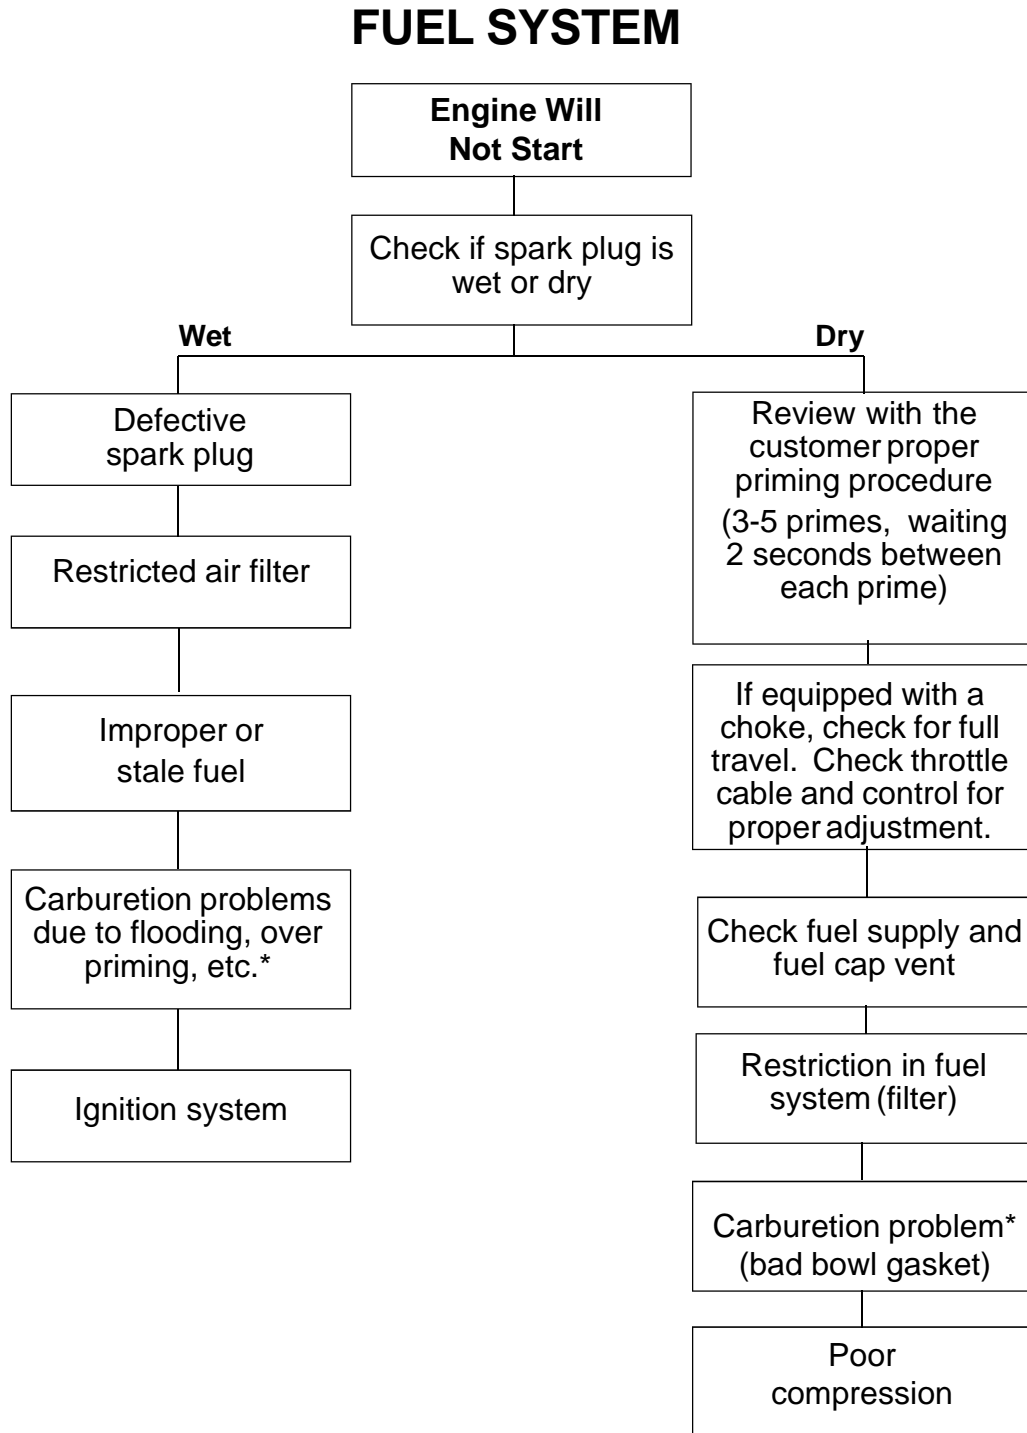 FUEL SYSTEM
Engine Will
Not Start
Check if spark plug is
wet or dry
Wet
Dry
Defective
spark plug
Restricted air filter
Improper or
stale fuel
Carburetion problems
due to flooding, over
priming, etc.*
Ignition system
Review with the
customer proper
priming procedure
(3-5 primes, waiting
2 seconds between
each prime)
If equipped with a
choke, check for full
travel. Check throttle
cable and control for
proper adjustment.
Check fuel supply and
fuel cap vent
Restriction in fuel
system (filter)
Carburetion problem*
(bad bowl gasket)
Poor
compression